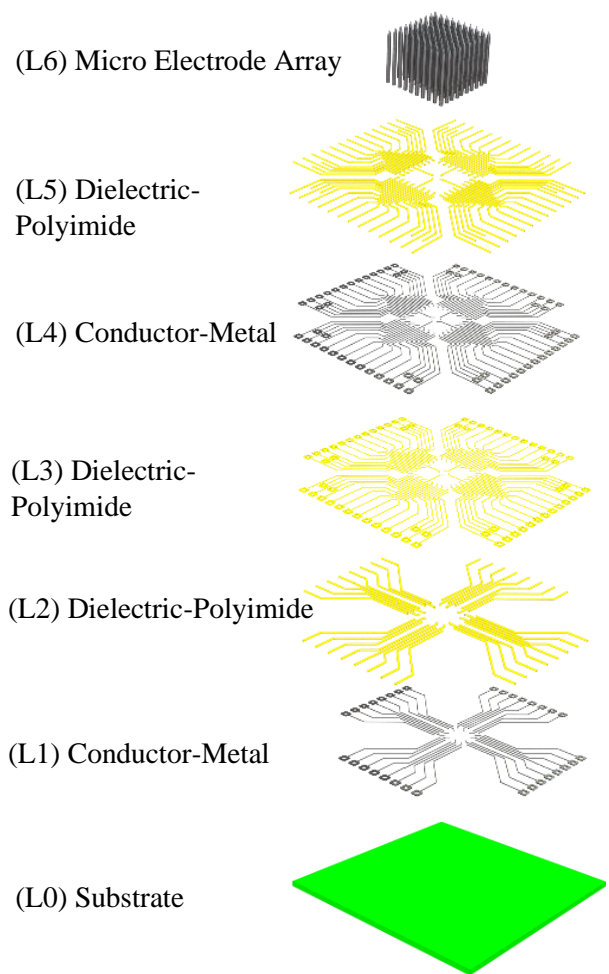 (L6) Micro Electrode Array
(L5) Dielectric-
Polyimide
(L4) Conductor-Metal
(L3) Dielectric-
Polyimide
(L2) Dielectric-Polyimide
(L1) Conductor-Metal
(L0) Substrate